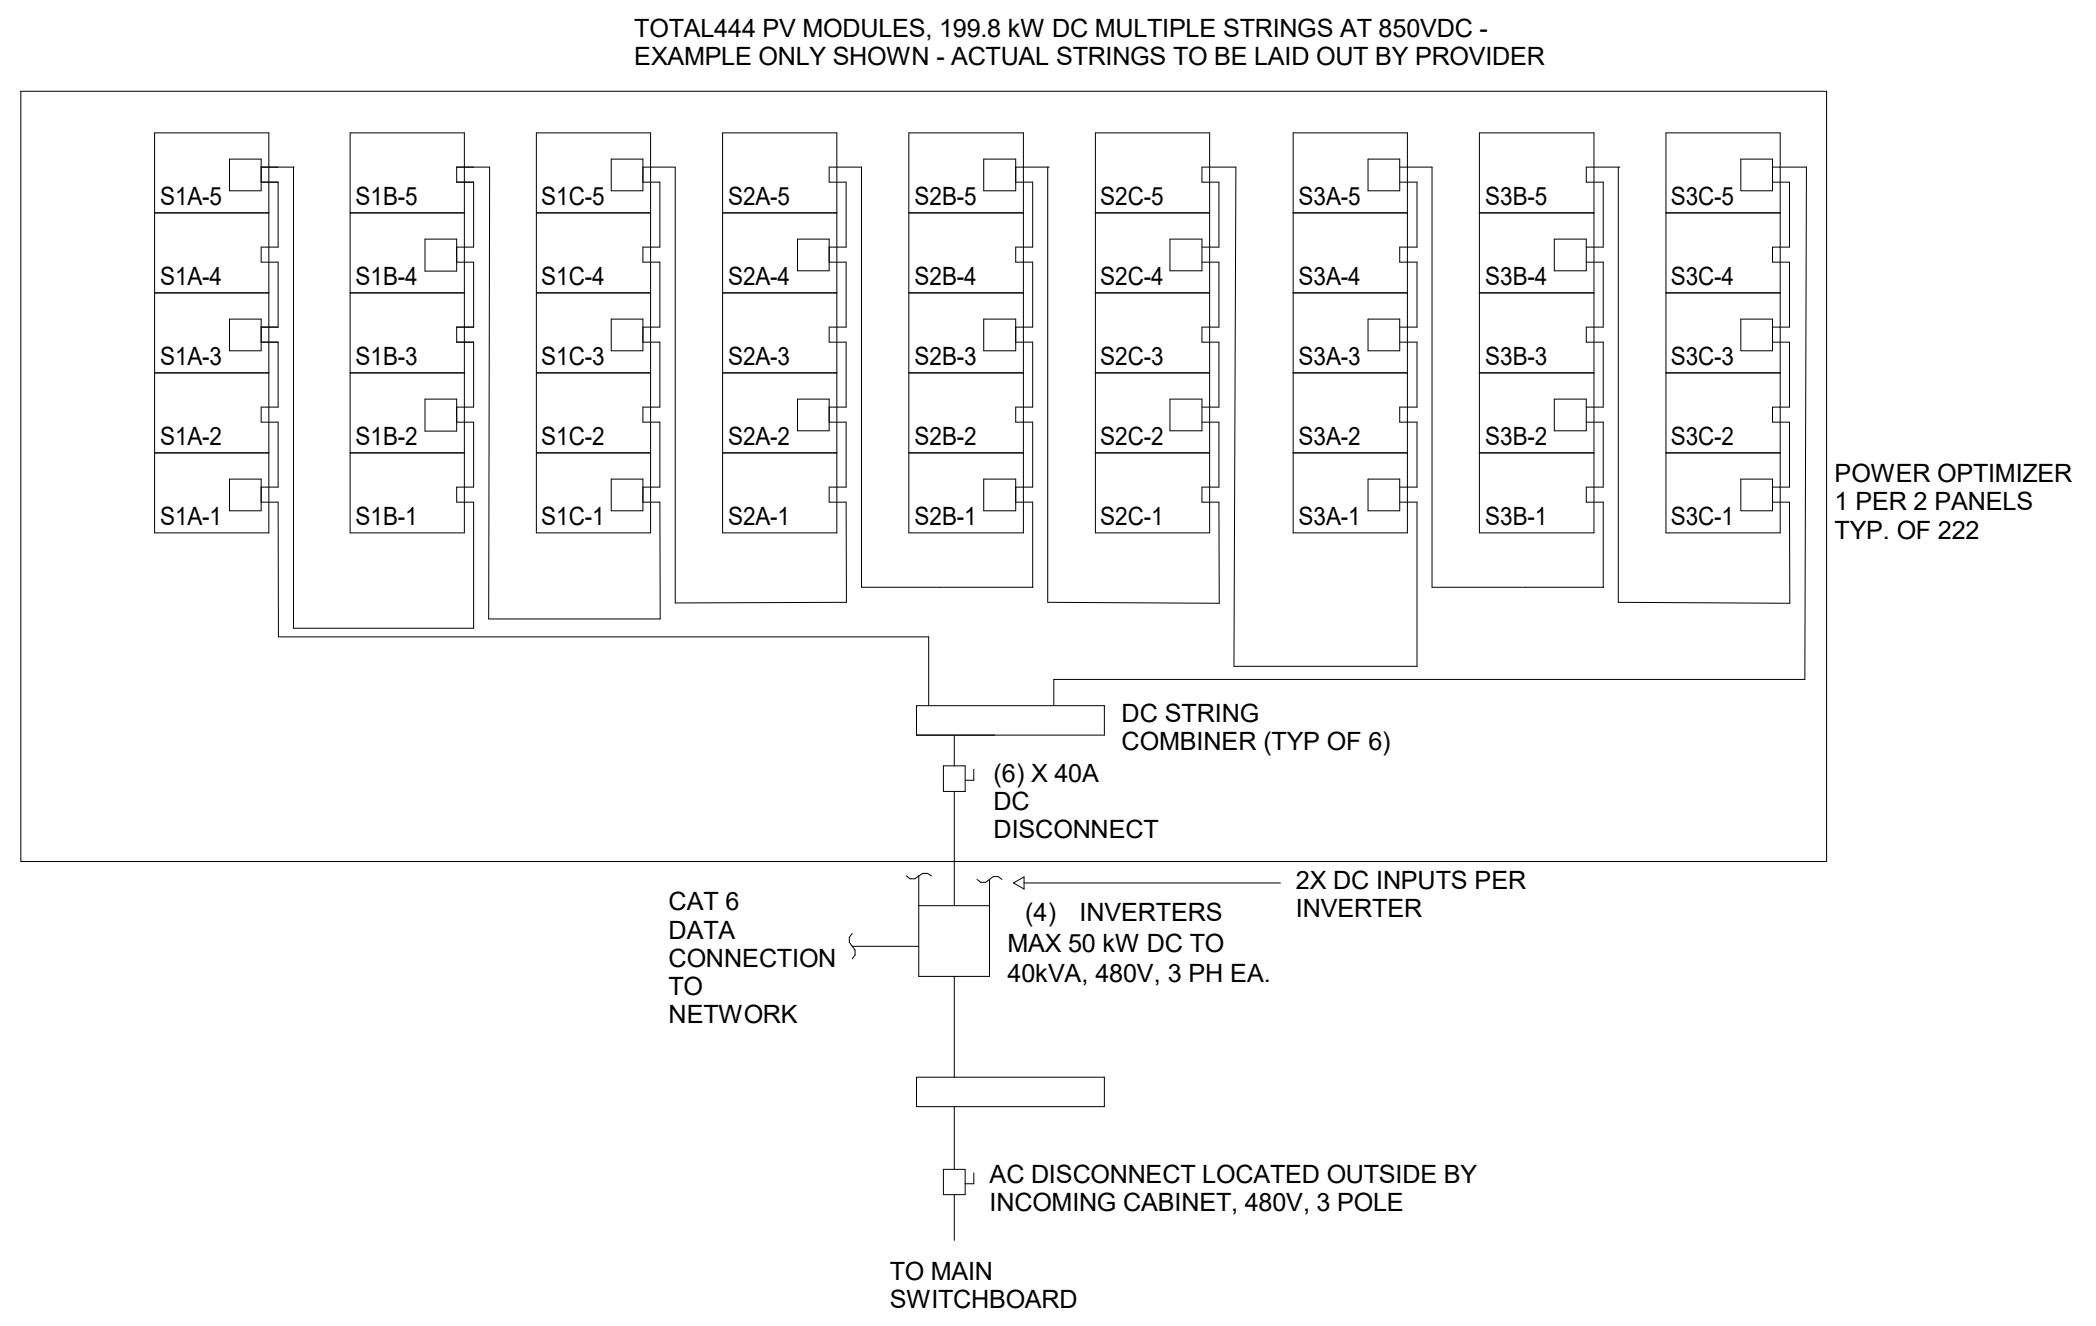 TOTAL444 PV MODULES, 199.8 kW DC MULTIPLE STRINGS AT 850VDC -
EXAMPLE ONLY SHOWN - ACTUAL STRINGS TO BE LAID OUT BY PROVIDER
S1A-5
S1B-5
S1C-5
S2A-5
S2B-5
S2C-5
S3A-5
S3B-5
S3C-5
S1A-4
S1B-4
S1C-4
S2A-4
S2B-4
S2C-4
S3A-4
S3B-4
S3C-4
S1A-3
S1B-3
S1C-3
S2A-3
S2B-3
S2C-3
S3A-3
S3B-3
S3C-3
S1A-2
S1B-2
S1C-2
S2A-2
S2B-2
S2C-2
S3A-2
S3B-2
S3C-2
S1A-1
S1B-1
S1C-1
S2A-1
S2B-1
S2C-1
S3A-1
S3B-1
S3C-1
POWER OPTIMIZER
1 PER 2 PANELS
TYP. OF 222
DC STRING
COMBINER (TYP OF 6)
(6) X 40A
DC
DISCONNECT
2X DC INPUTS PER
INVERTER
CAT 6
DATA
CONNECTION
TO
NETWORK
(4) INVERTERS
MAX 50 kW DC TO
40kVA, 480V, 3 PH EA.
AC DISCONNECT LOCATED OUTSIDE BY
INCOMING CABINET, 480V, 3 POLE
TO MAIN
SWITCHBOARD